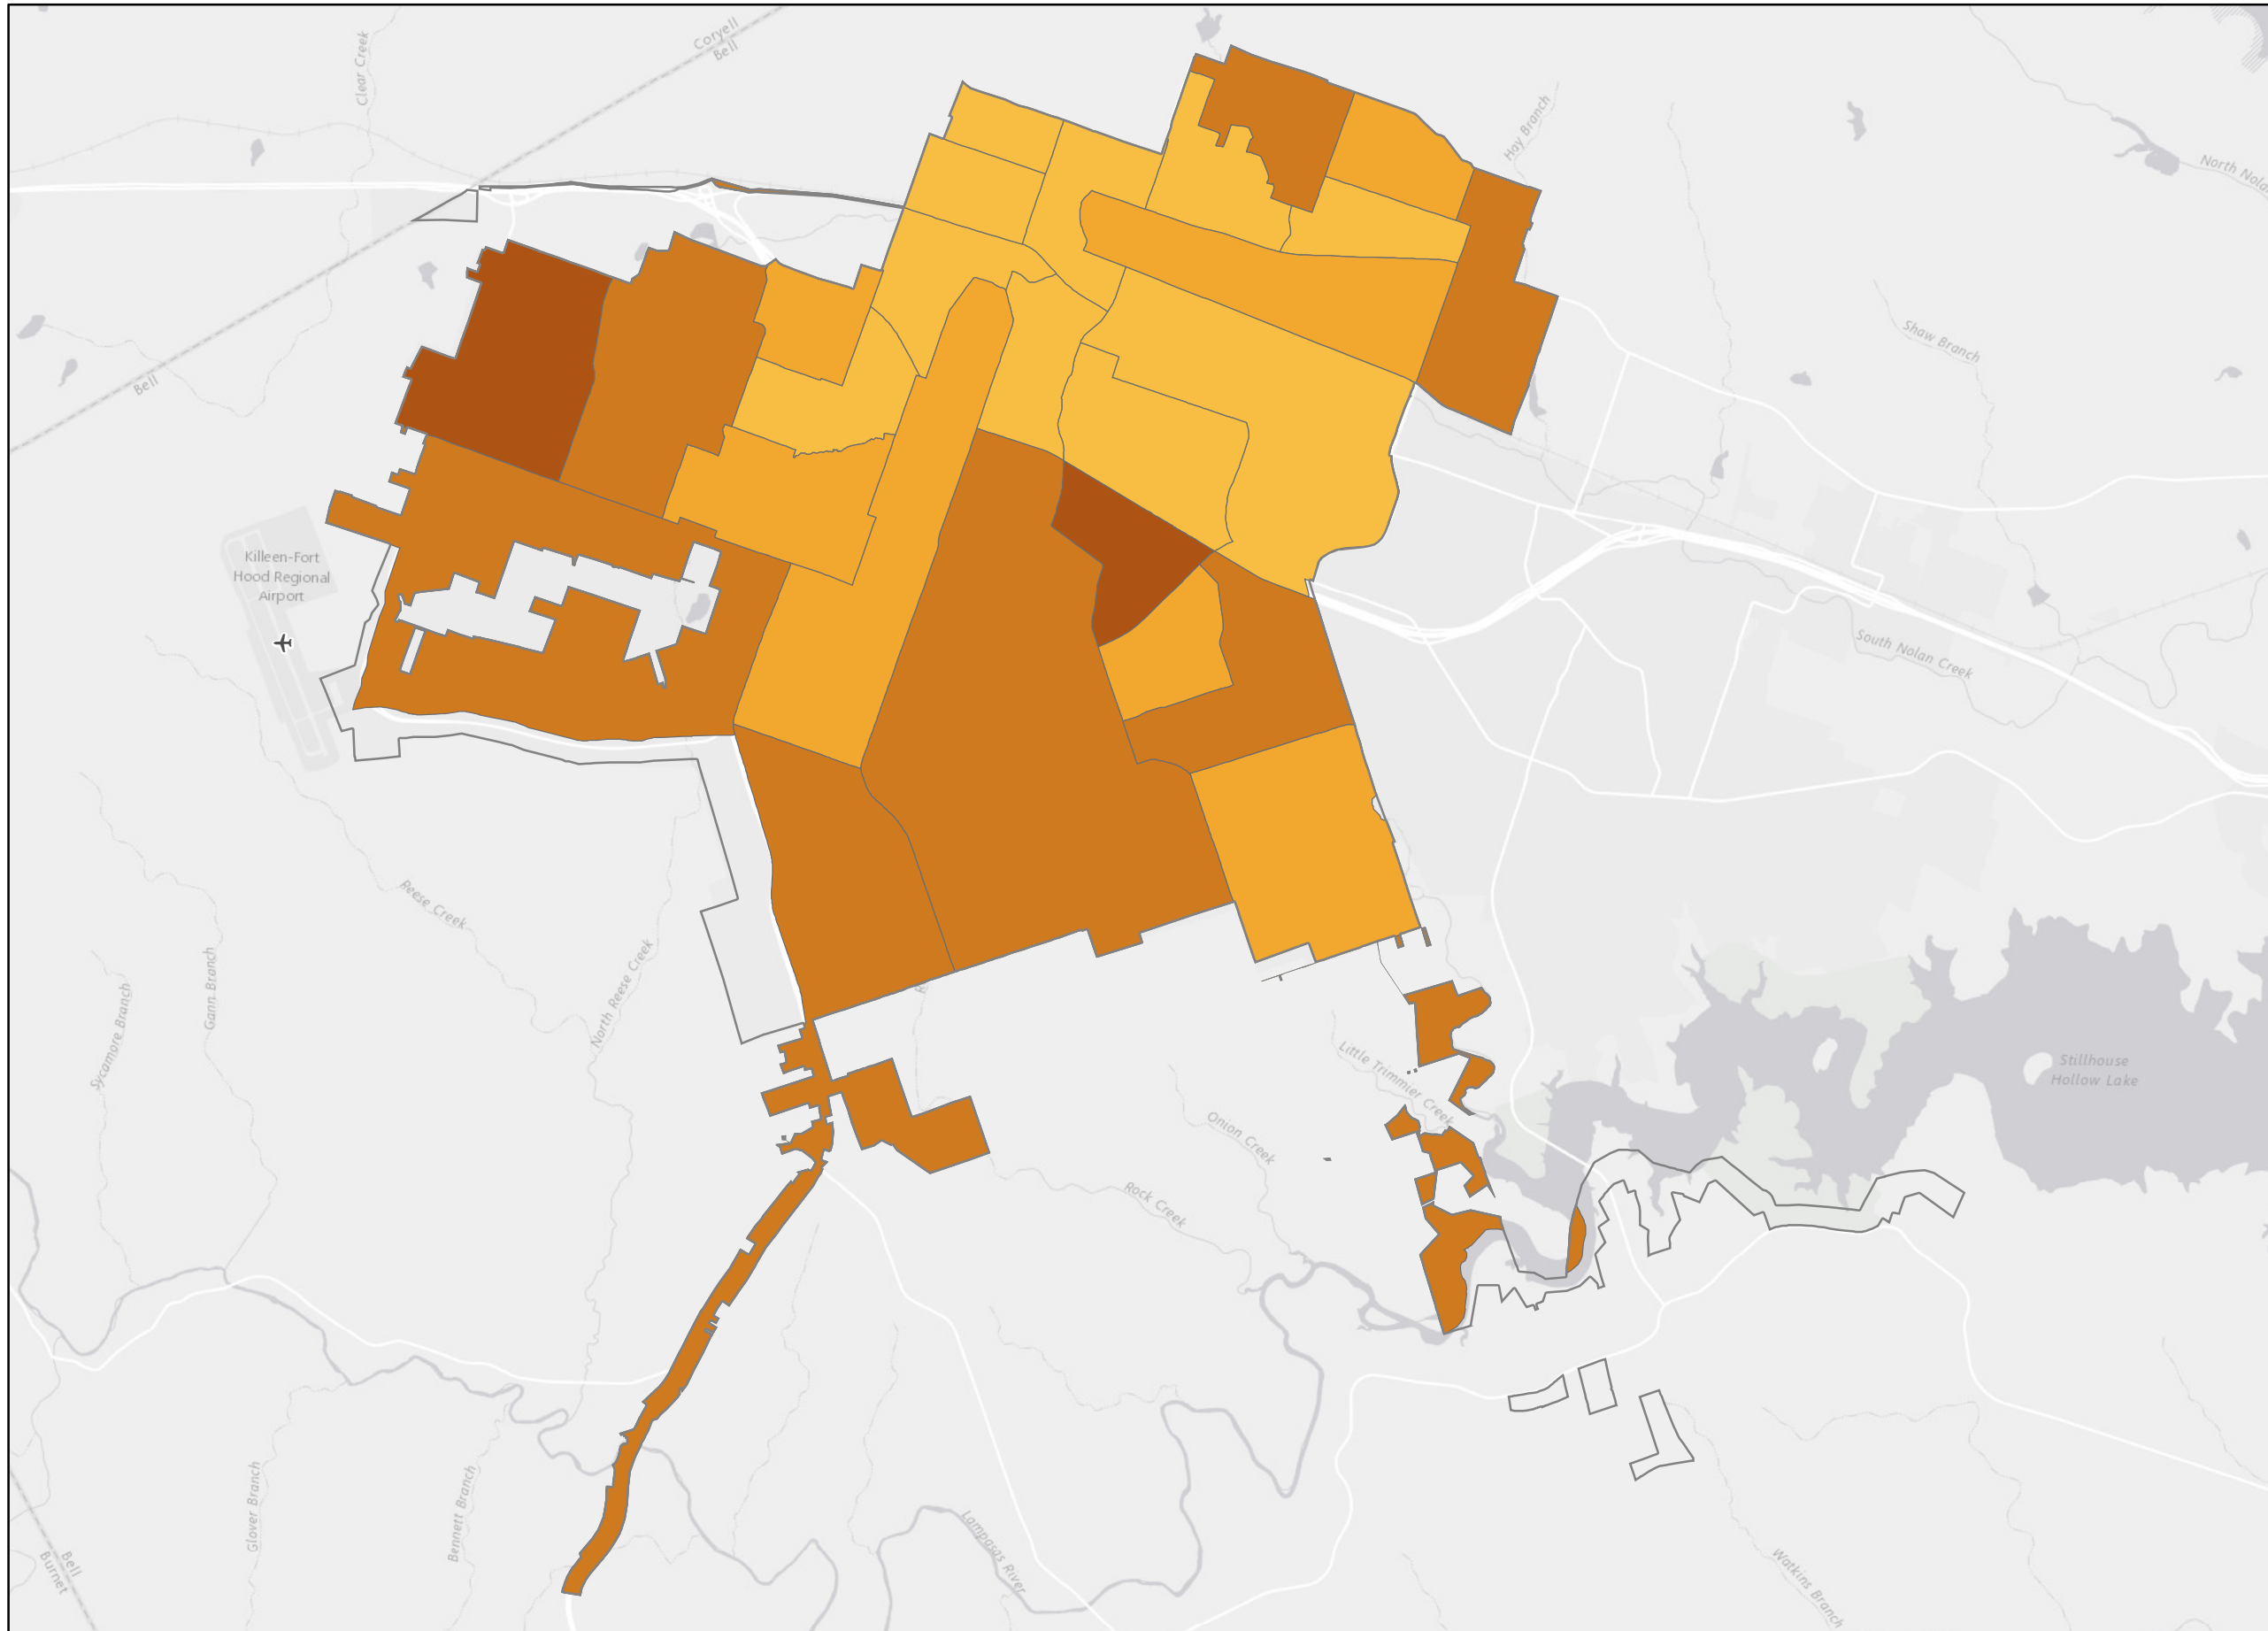 Coryell
Bell
Clear Creek
Hay Branch
Bell
Shaw Branch
Killeen-Fort
Hood Regional
Airport
South Nolan Creek
Reese Creek
North Reese Creek
Gann Branch
Sycamore Branch
Little Trimmier Creek
Stillhouse
Hollow Lake
Onion Creek
Rock Creek
Glover Branch
Bennett Branch
Lampasas River
Watkins Branch
Bell
Burnet